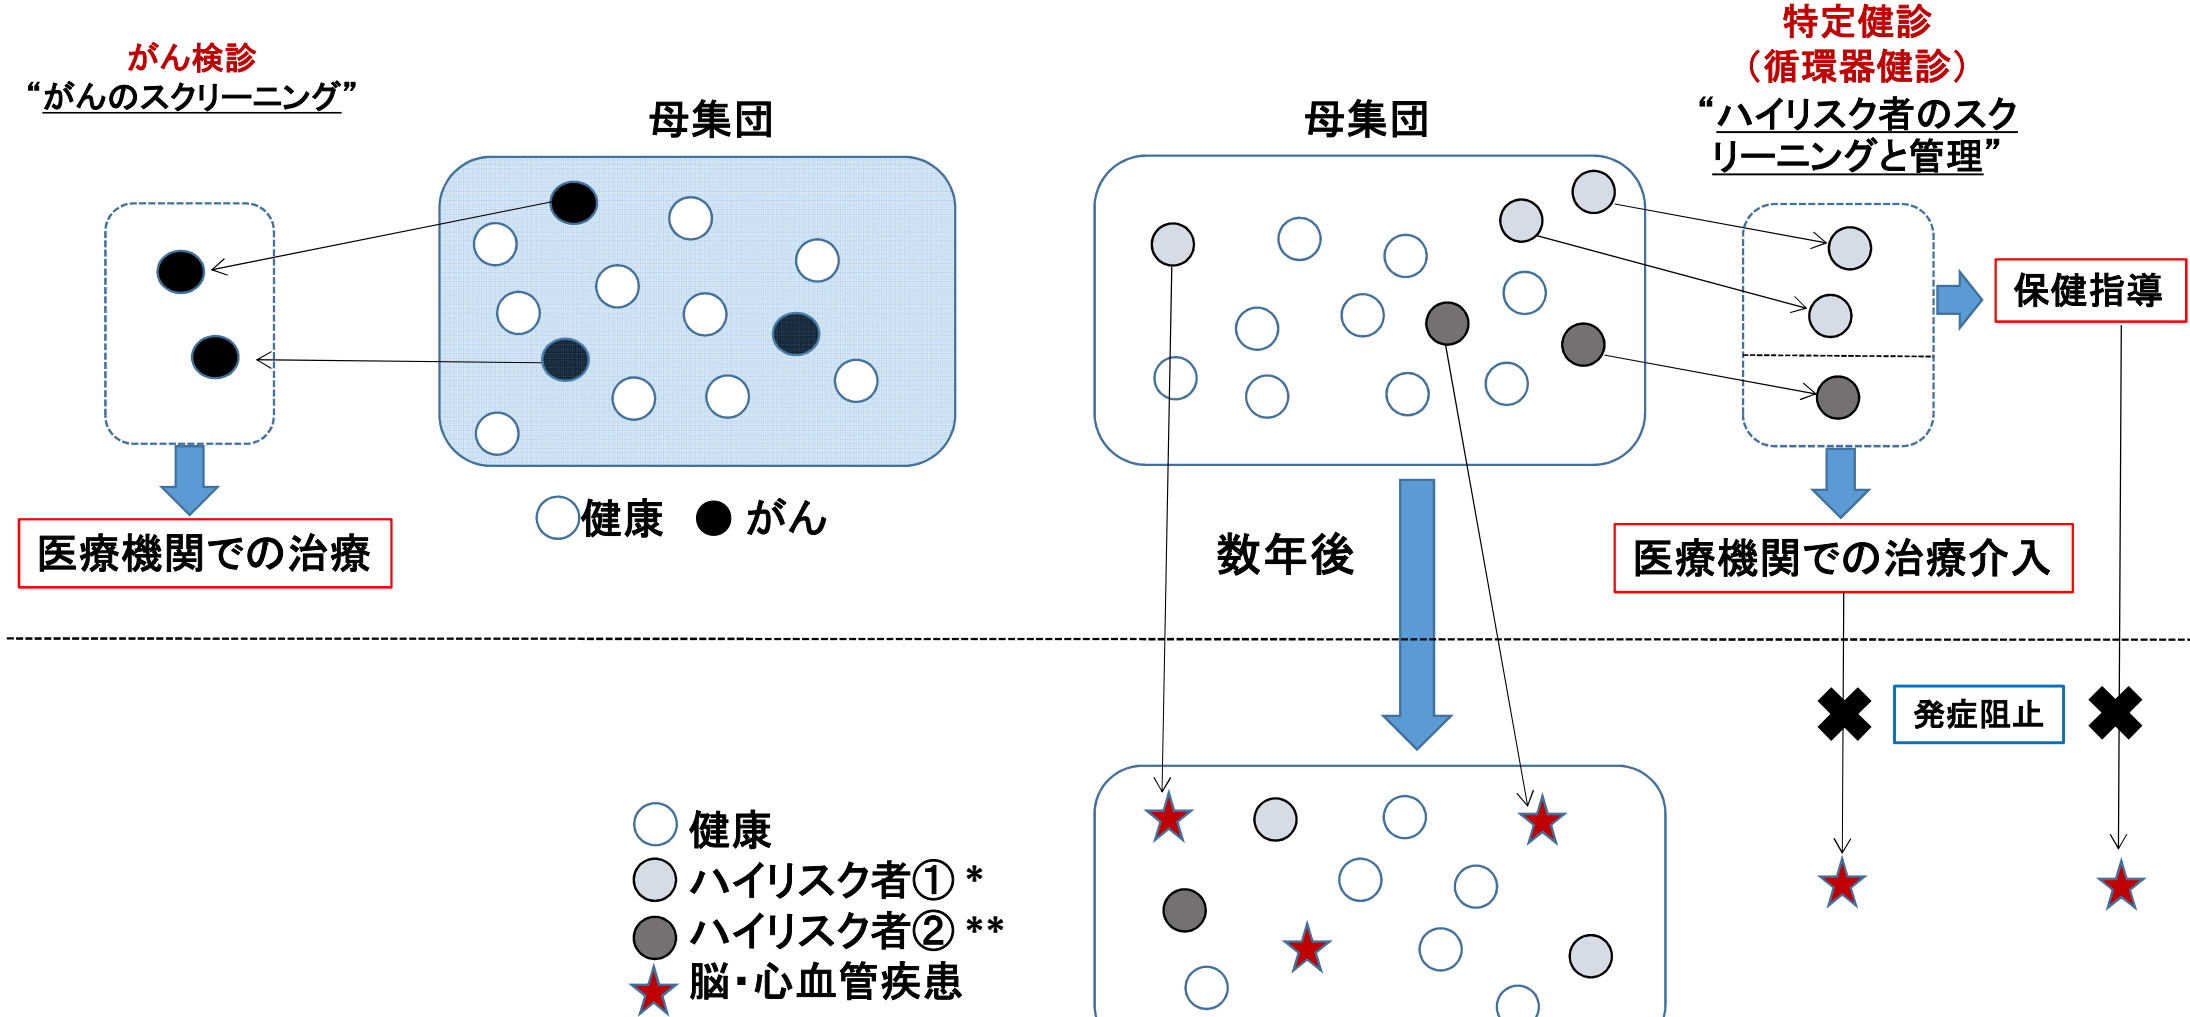 がん検診
“がんのスクリーニング”
母集団
健康
がん
医療機関での治療
母集団
特定健診
（循環器健診）
“ハイリスク者のスク
リーニングと管理”
保健指導
数年後
医療機関での治療介入
発症阻止
健康
ハイリスク者①*
ハイリスク者②**
脳・心血管疾患